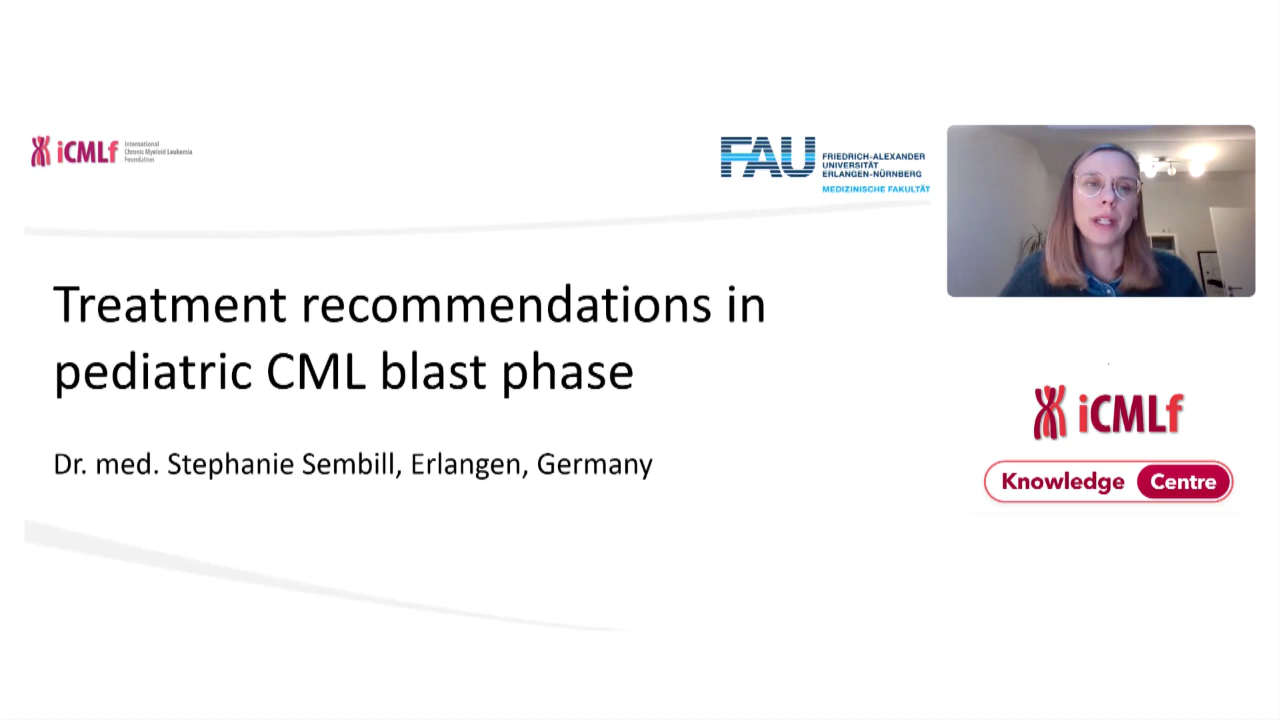 iCMLf
International
Chronic Myeloid Leukemia
Foundation
FAU
FRIEDRICH-ALEXANDER
UNIVERSITÄT
ERLANGEN-NÜRNBERG
MEDIZINISCHE FAKULTÄT
Treatment recommendations in
pediatric CML blast phase
Dr. med. Stephanie Sembill, Erlangen, Germany
iCMLf
Knowledge Centre